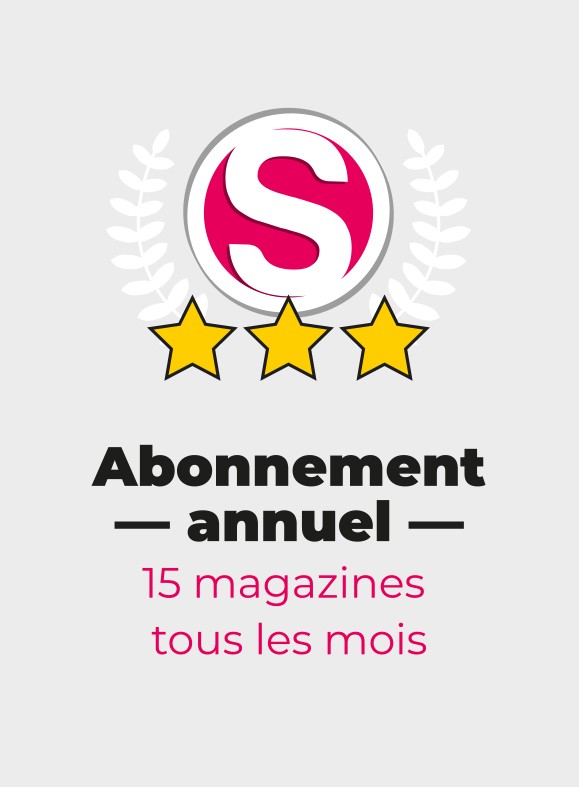 S
Abonnement
— annuel —
15 magazines
tous les mois